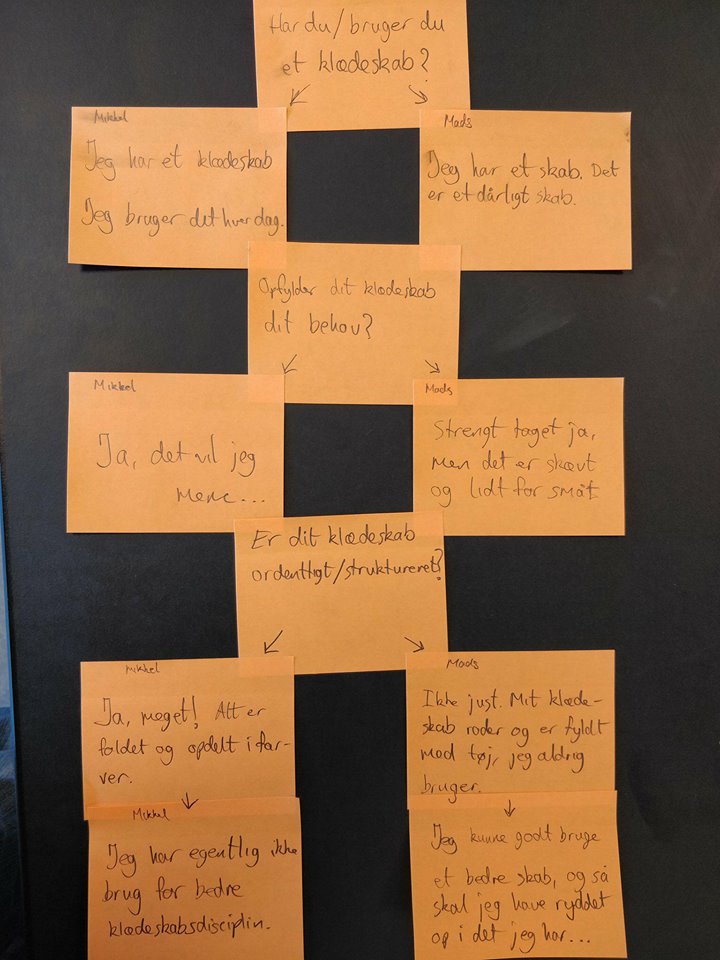 Har du/bruger du
et klædeskab?
Mikkel
Jeg har et klædeskab
Jeg bruger det hver dag.
Mads
Jeg har et skab. Det
er et dårligt skab.
Opfylder dit klædeskab
dit behov?
Mikkel
Ja, det vil jeg
mene...
Mads
Strengt taget ja,
men det er skævt
og lidt for småt
Er dit klædeskab
ordentligt/struktureret?
Mikkel
Ja, meget! Alt er
foldet og opdelt i far-
ver.
Mads
Ikke just. Mit klæde-
skab roder og er fyldt
med tøj, jeg aldrig
bruger.
Mikkel
Jeg har egentlig ikke
brug for bedre
klædeskabsdisciplin.
Jeg kunne godt bruge
et bedre skab, og så
skal jeg have ryddet
op i det jeg har...